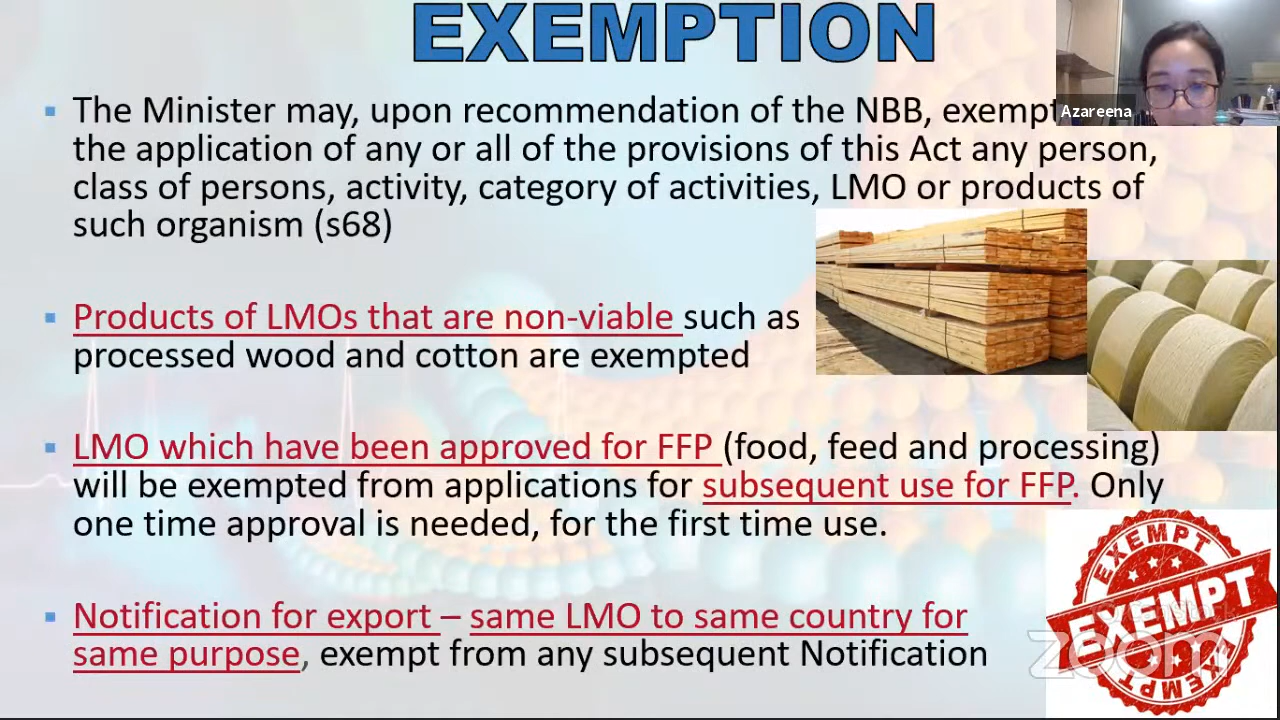 EXEMPTION
Azareena
The Minister may, upon recommendation of the NBB, exempt
the application of any or all of the provisions of this Act any person,
class of persons, activity, category of activities, LMO or products of
such organism (s68)
Products of LMOs that are non-viable such as
processed wood and cotton are exempted
LMO which have been approved for FFP (food, feed and processing)
will be exempted from applications for subsequent use for FFP. Only
one time approval is needed, for the first time use.
Notification for export – same LMO to same country for
same purpose, exempt from any subsequent Notification
EXEMPT
EXEMPT
EXEMPT
zoom